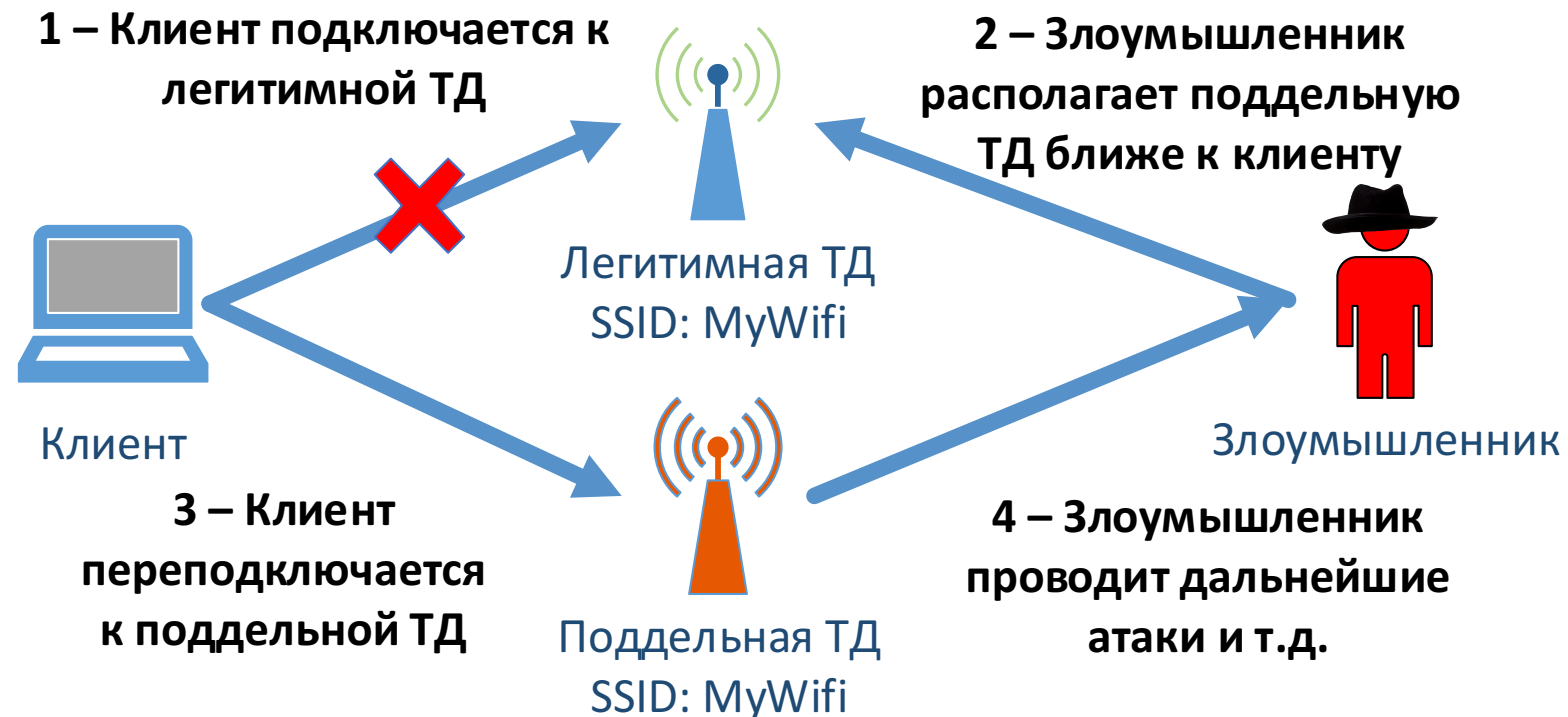 1 – Клиент подключается к
легитимной ТД
2 – Злоумышленник
располагает поддельную
ТД ближе к клиенту
Легитимная ТД
SSID: MyWifi
Клиент
Злоумышленник
3 – Клиент
переподключается
к поддельной ТД
4 – Злоумышленник
проводит дальнейшие
атаки и т.д.
Поддельная ТД
SSID: MyWifi